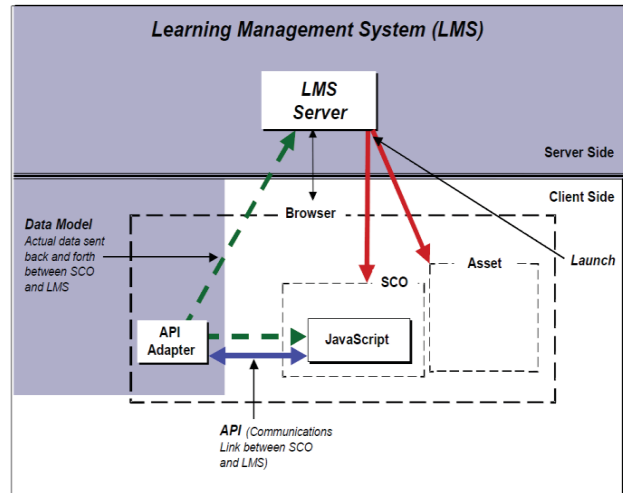 Learning Management System (LMS)
LMS
Server
Server Side
Client Side
Data Model
Actual data sent
back and forth
between SCO
and LMS
Browser
Launch
Asset
SCO
API
Adapter
JavaScript
API (Communications
Link between SCO
and LMS)